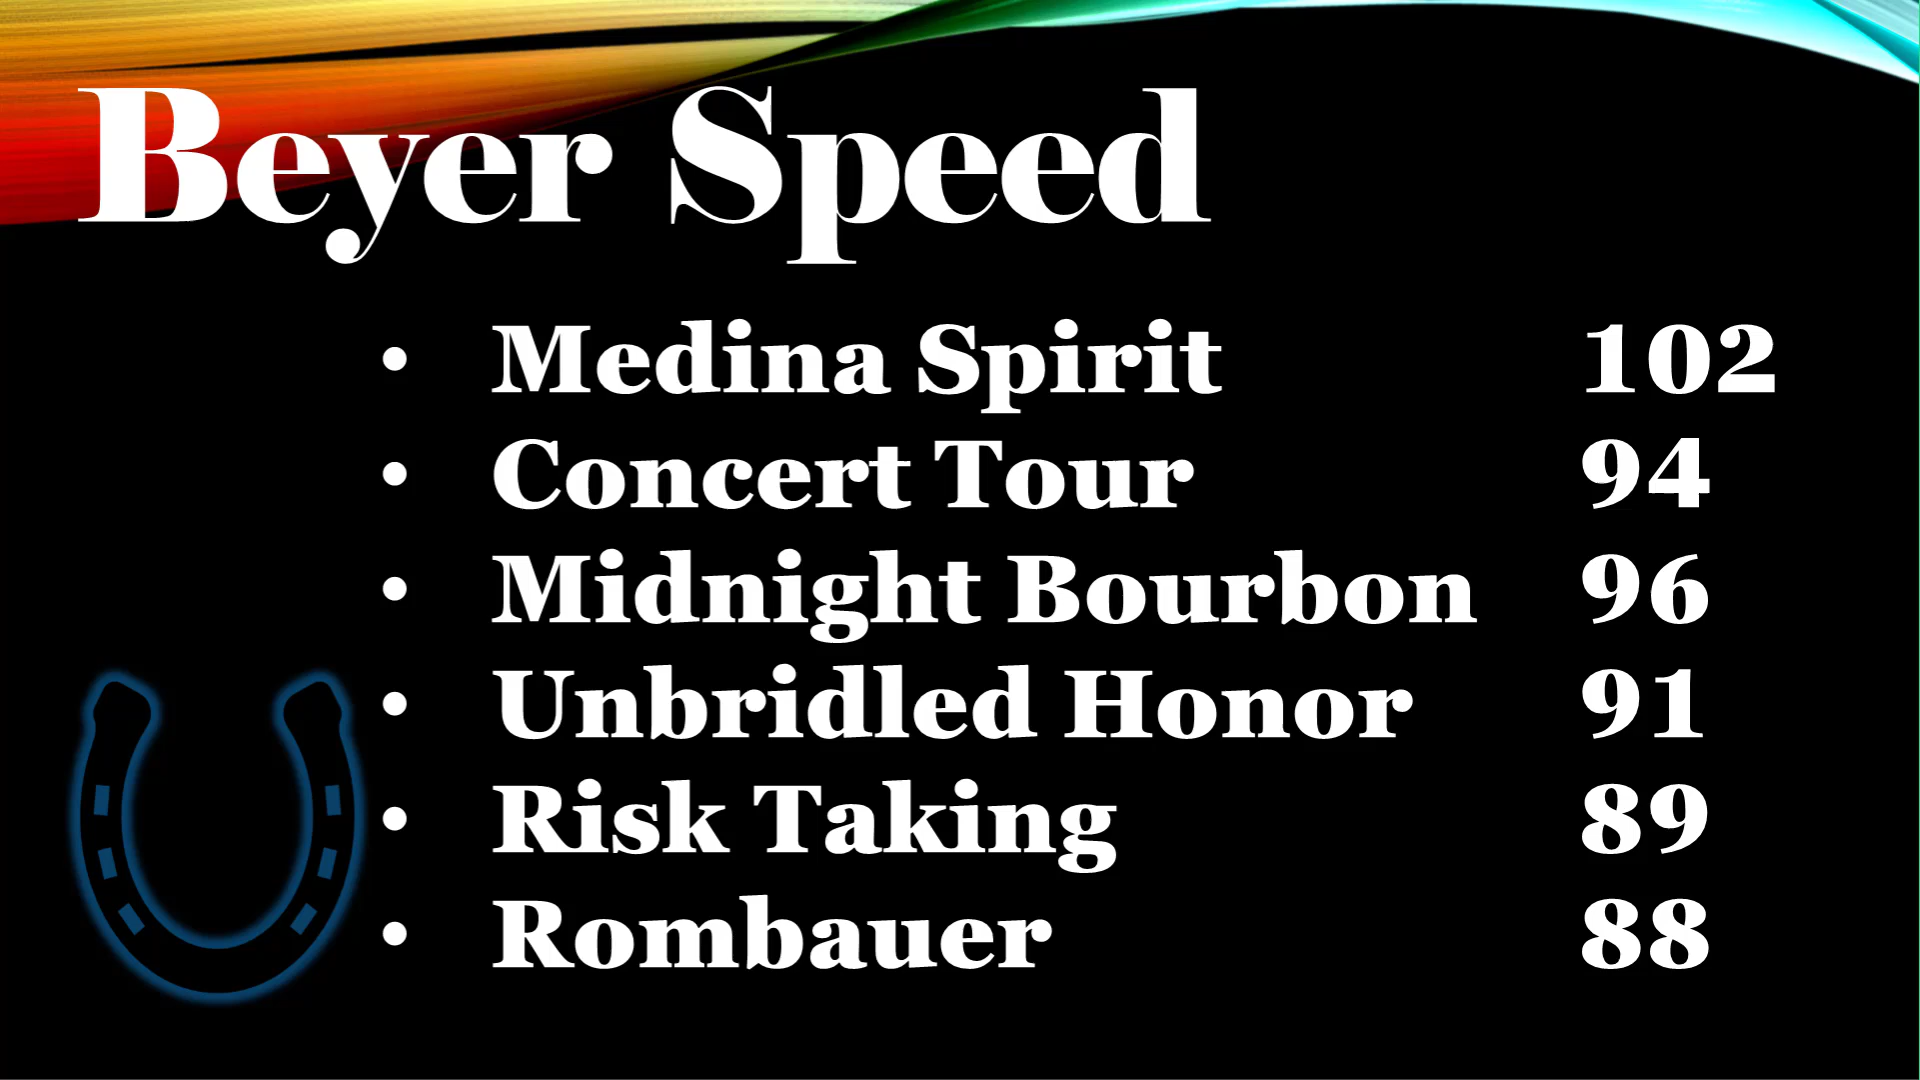 Beyer Speed
• Medina Spirit 102
• Concert Tour 94
• Midnight Bourbon 96
• Unbridled Honor 91
• Risk Taking 89
• Rombauer 88